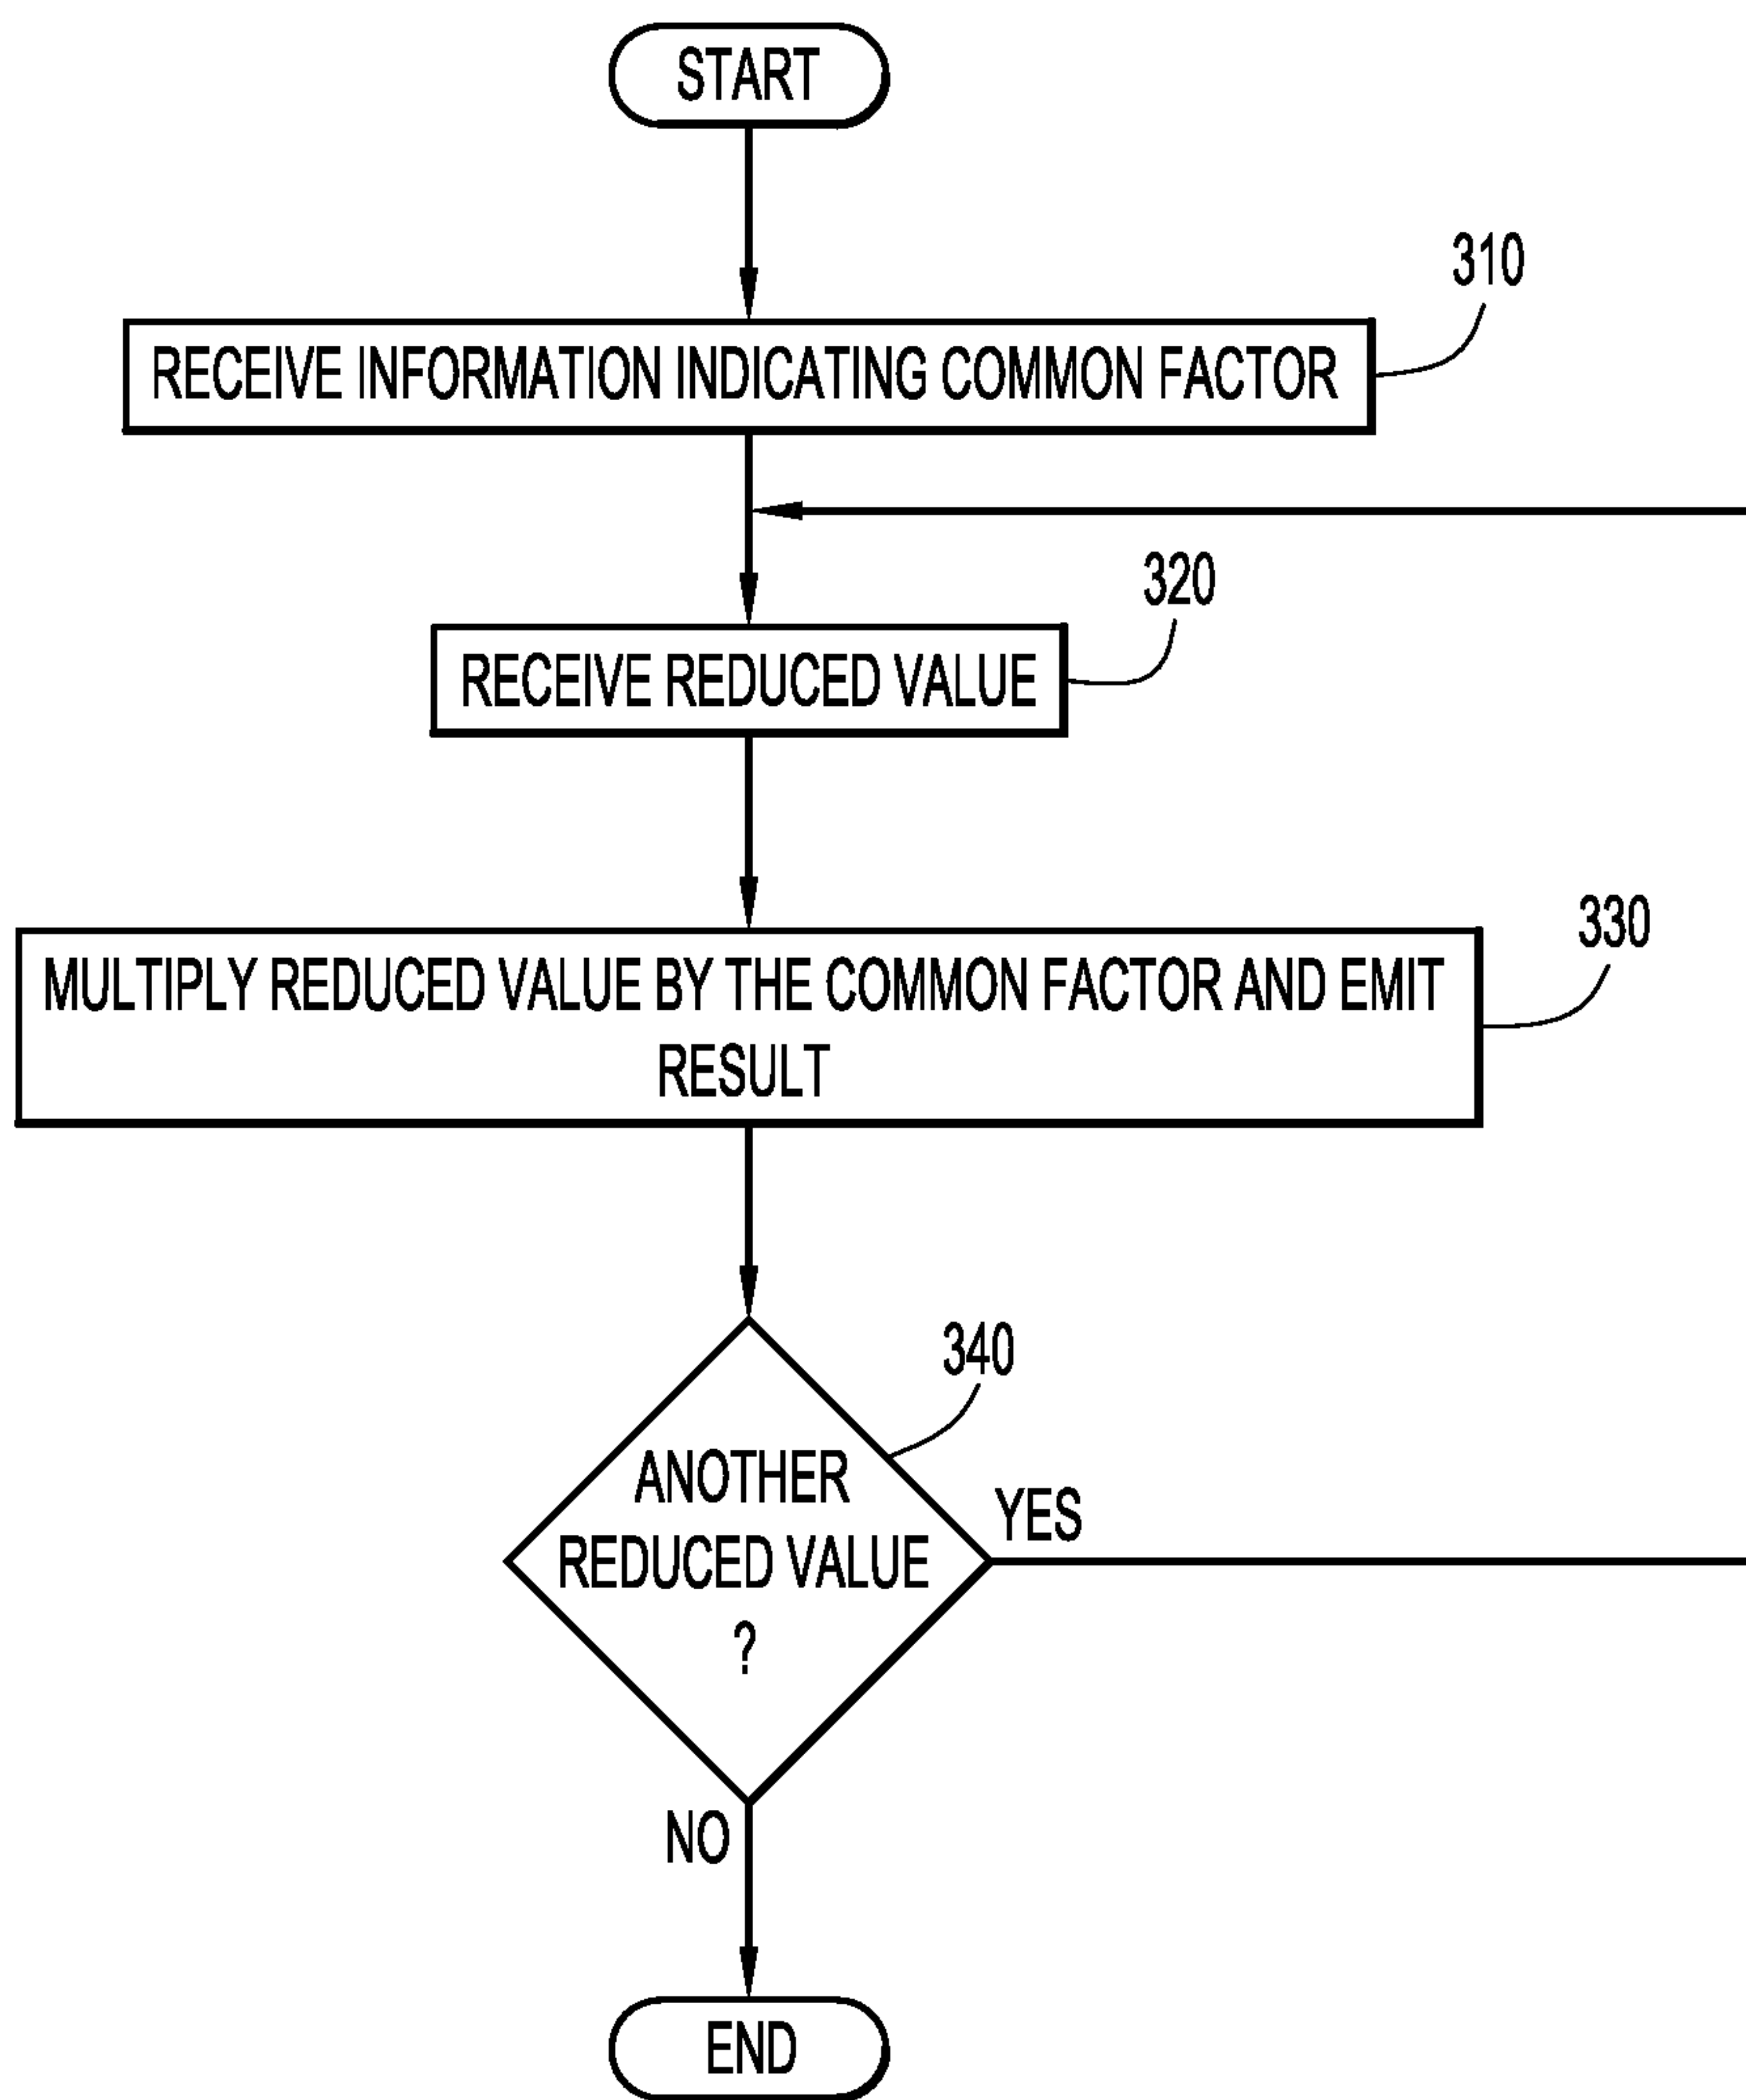 START
310
RECEIVE INFORMATION INDICATING COMMON FACTOR
320
RECEIVE REDUCED VALUE
330
MULTIPLY REDUCED VALUE BY THE COMMON FACTOR AND EMIT
RESULT
340
ANOTHER
REDUCED VALUE
?
YES
NO
END